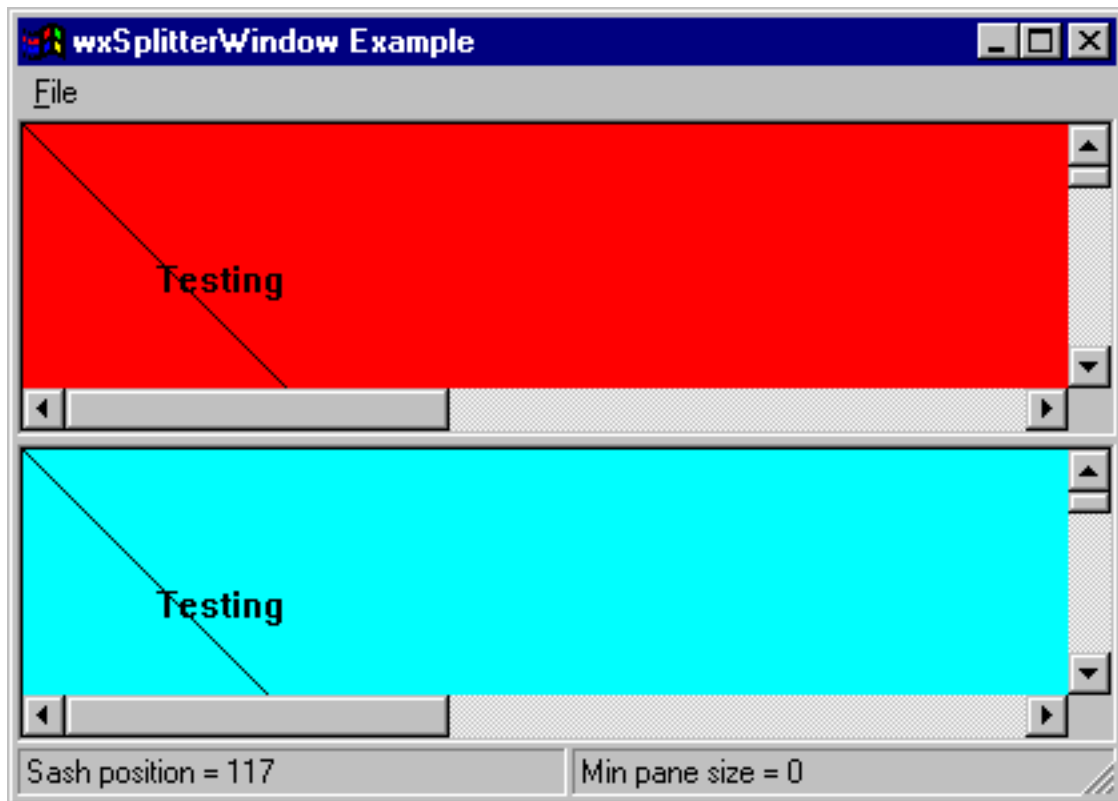 wxSplitterWindow Example
File
Testing
Testing
Sash position = 117
Min pane size = 0